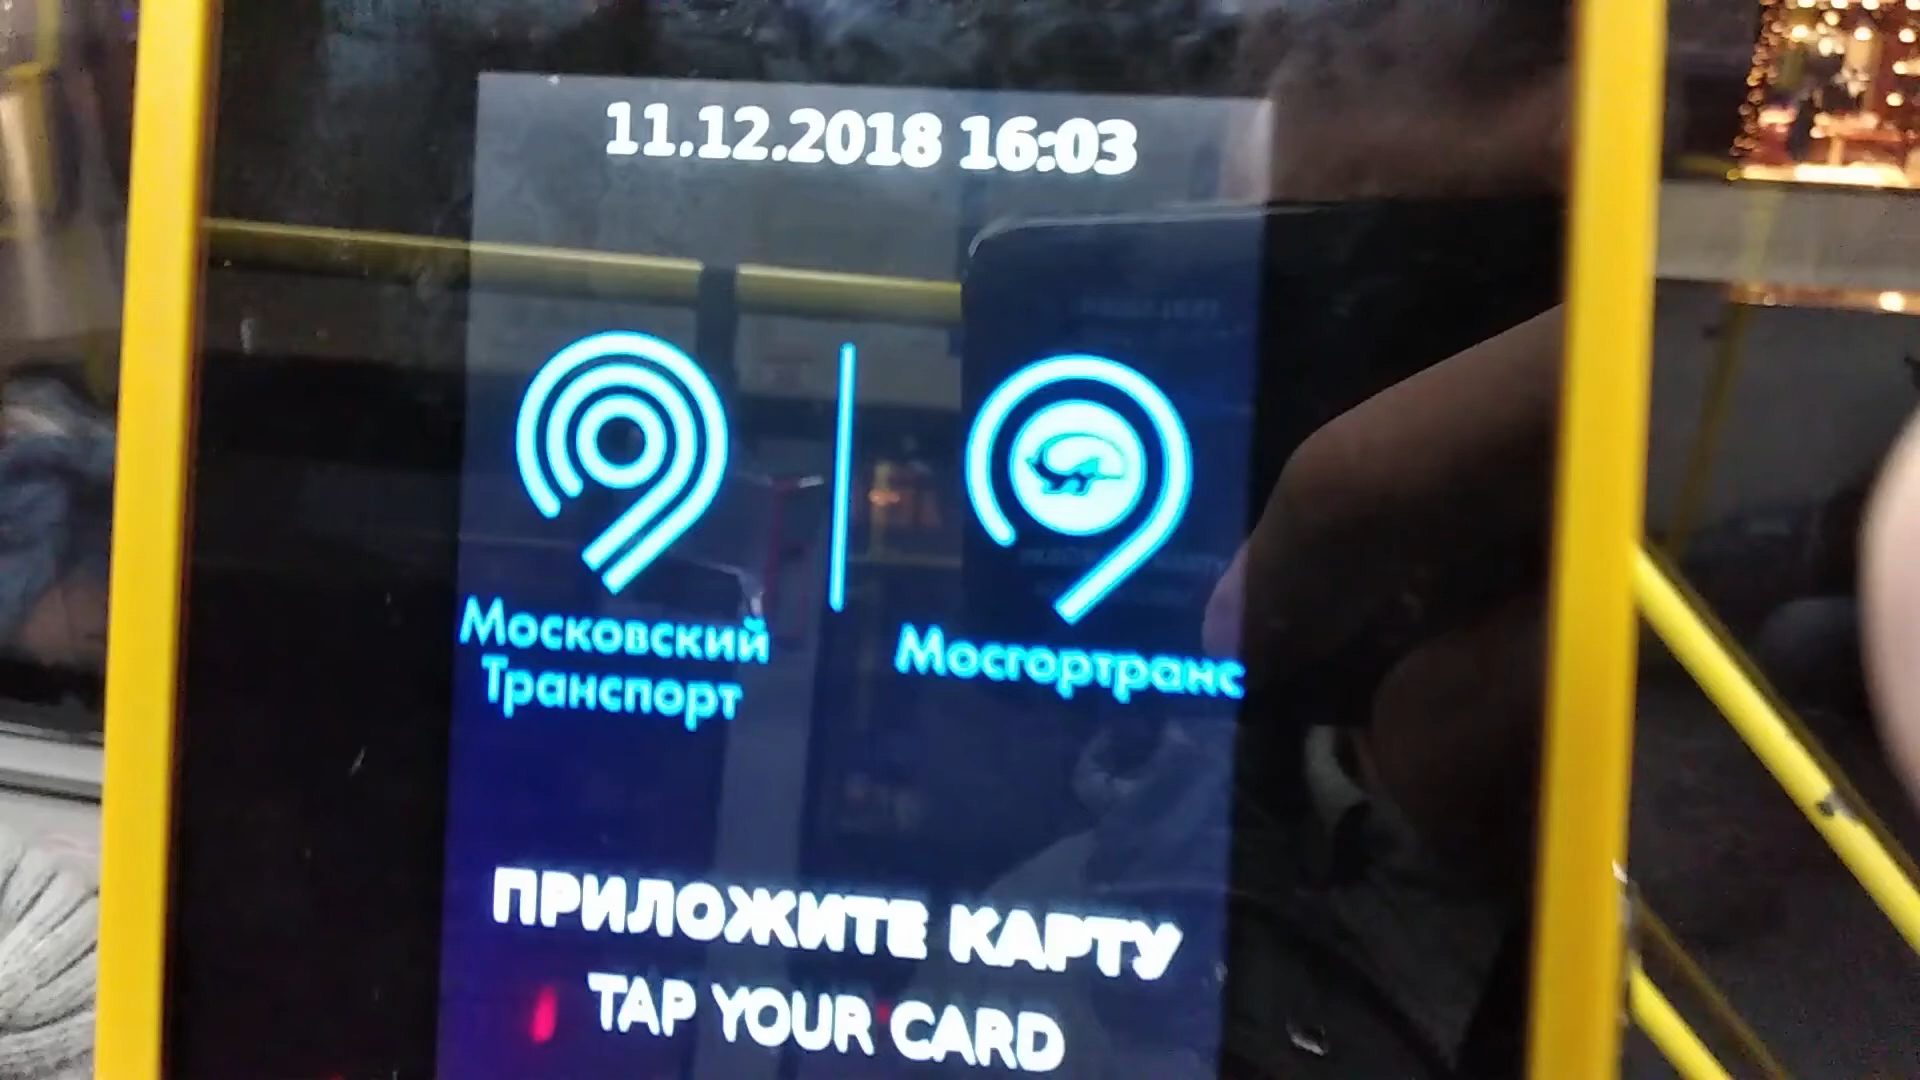 11.12.2018 16:03
Московский
Транспорт
Мосгортранс
ПРИЛОЖИТЕ КАРТУ
TAP YOUR CARD